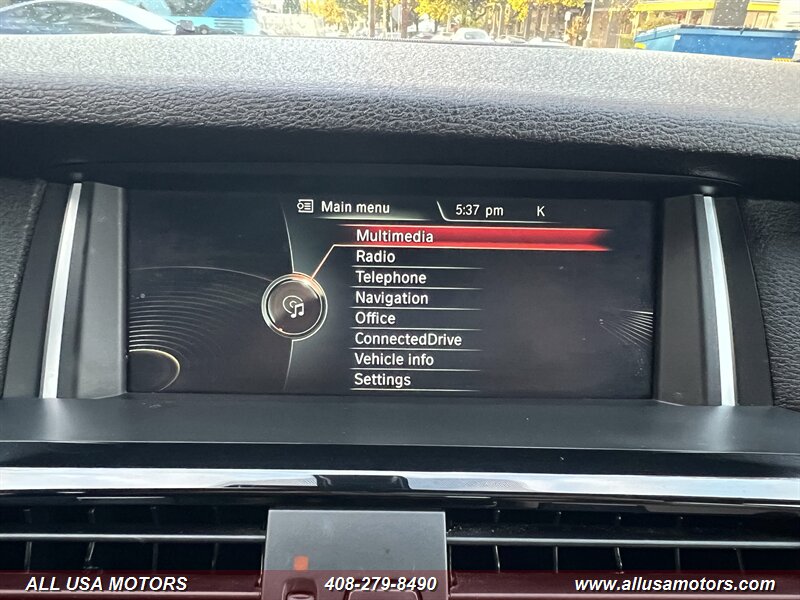 Main menu 5:37 pm K
Multimedia
Radio
Telephone
Navigation
Office
ConnectedDrive
Vehicle info
Settings
ALL USA MOTORS 408-279-8490 www.allusamotors.com